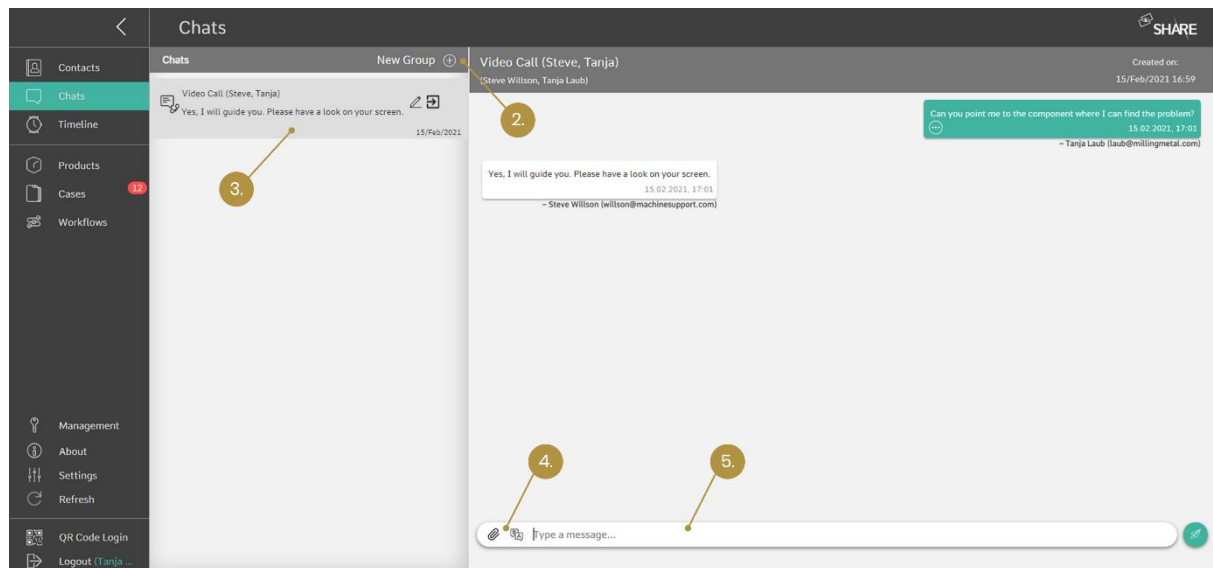 Chats
SHARE
Contacts
Chats
Timeline
Products
Cases
12
Workflows
Management
About
Settings
Refresh
QR Code Login
Logout (Tanja ...
Chats
New Group
Video Call (Steve, Tanja)
Yes, I will guide you. Please have a look on your screen.
15/Feb/2021
2.
3.
Video Call (Steve, Tanja)
(Steve Willson, Tanja Laub)
Created on:
15/Feb/2021 16:59
Can you point me to the component where I can find the problem?
15.02.2021, 17:01
~ Tanja Laub (laub@millingmetal.com)
Yes, I will guide you. Please have a look on your screen.
15.02.2021, 17:01
~ Steve Willson (willson@machinesupport.com)
4.
5.
Type a message...